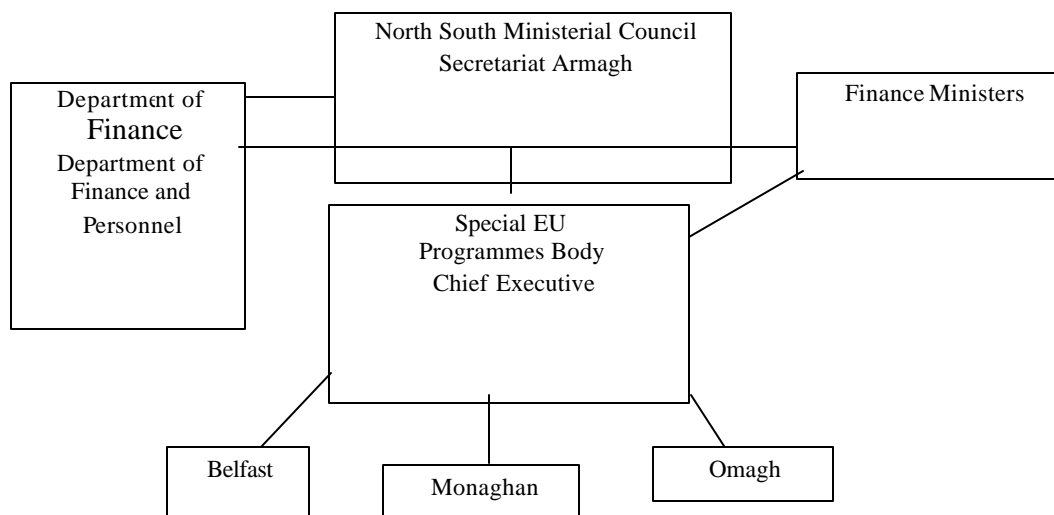 North South Ministerial Council
Secretariat Armagh
Department of
Finance
Department of
Finance and
Personnel
Finance Ministers
Special EU
Programmes Body
Chief Executive
Belfast
Monaghan
Omagh